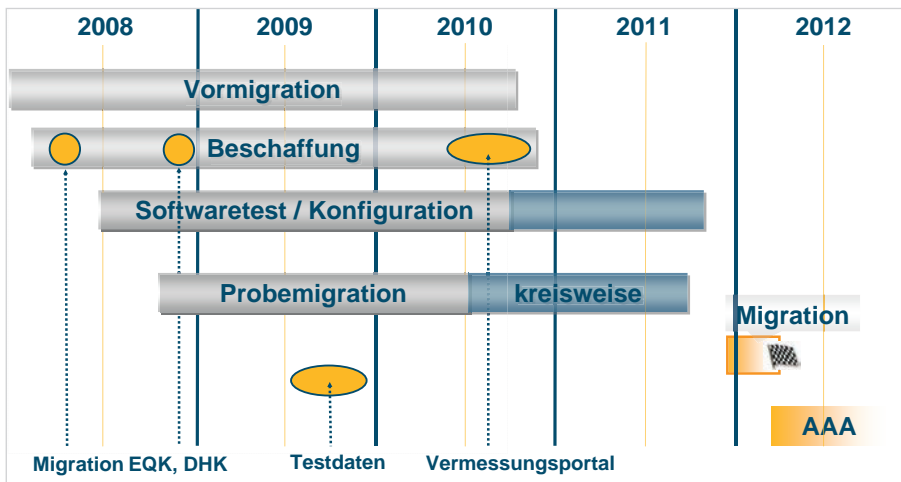 2008 2009 2010 2011 2012
Vormigration
Beschaffung
Softwaretest / Konfiguration
Probemigration kreisweise
Migration
AAA
Migration EQK, DHK Testdaten Vermessungsportal